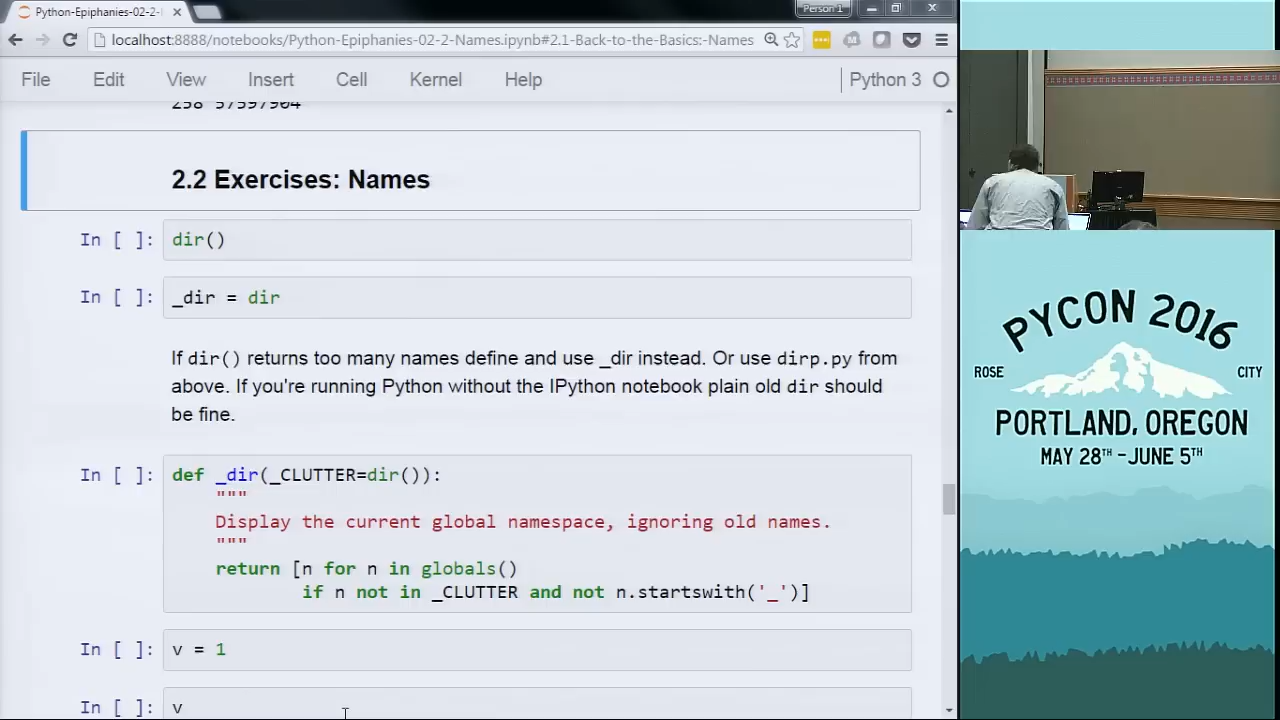 Python-Epiphanies-02-2-
Person 1
localhost:8888/notebooks/Python-Epiphanies-02-2-Names.ipynb#2.1-Back-to-the-Basics:-Names
File Edit View Insert Cell Kernel Help Python 3
258 57597904
2.2 Exercises: Names
In [ ]: dir()
In [ ]: _dir = dir
If dir() returns too many names define and use _dir instead. Or use dirp.py from
above. If you're running Python without the IPython notebook plain old dir should
be fine.
In [ ]: def _dir(_CLUTTER=dir()):
"""
Display the current global namespace, ignoring old names.
"""
return [n for n in globals()
if n not in _CLUTTER and not n.startswith('_')]
In [ ]: v = 1
In [ ]: v
PYCON 2016
ROSE CITY
PORTLAND, OREGON
MAY 28TH -JUNE 5TH